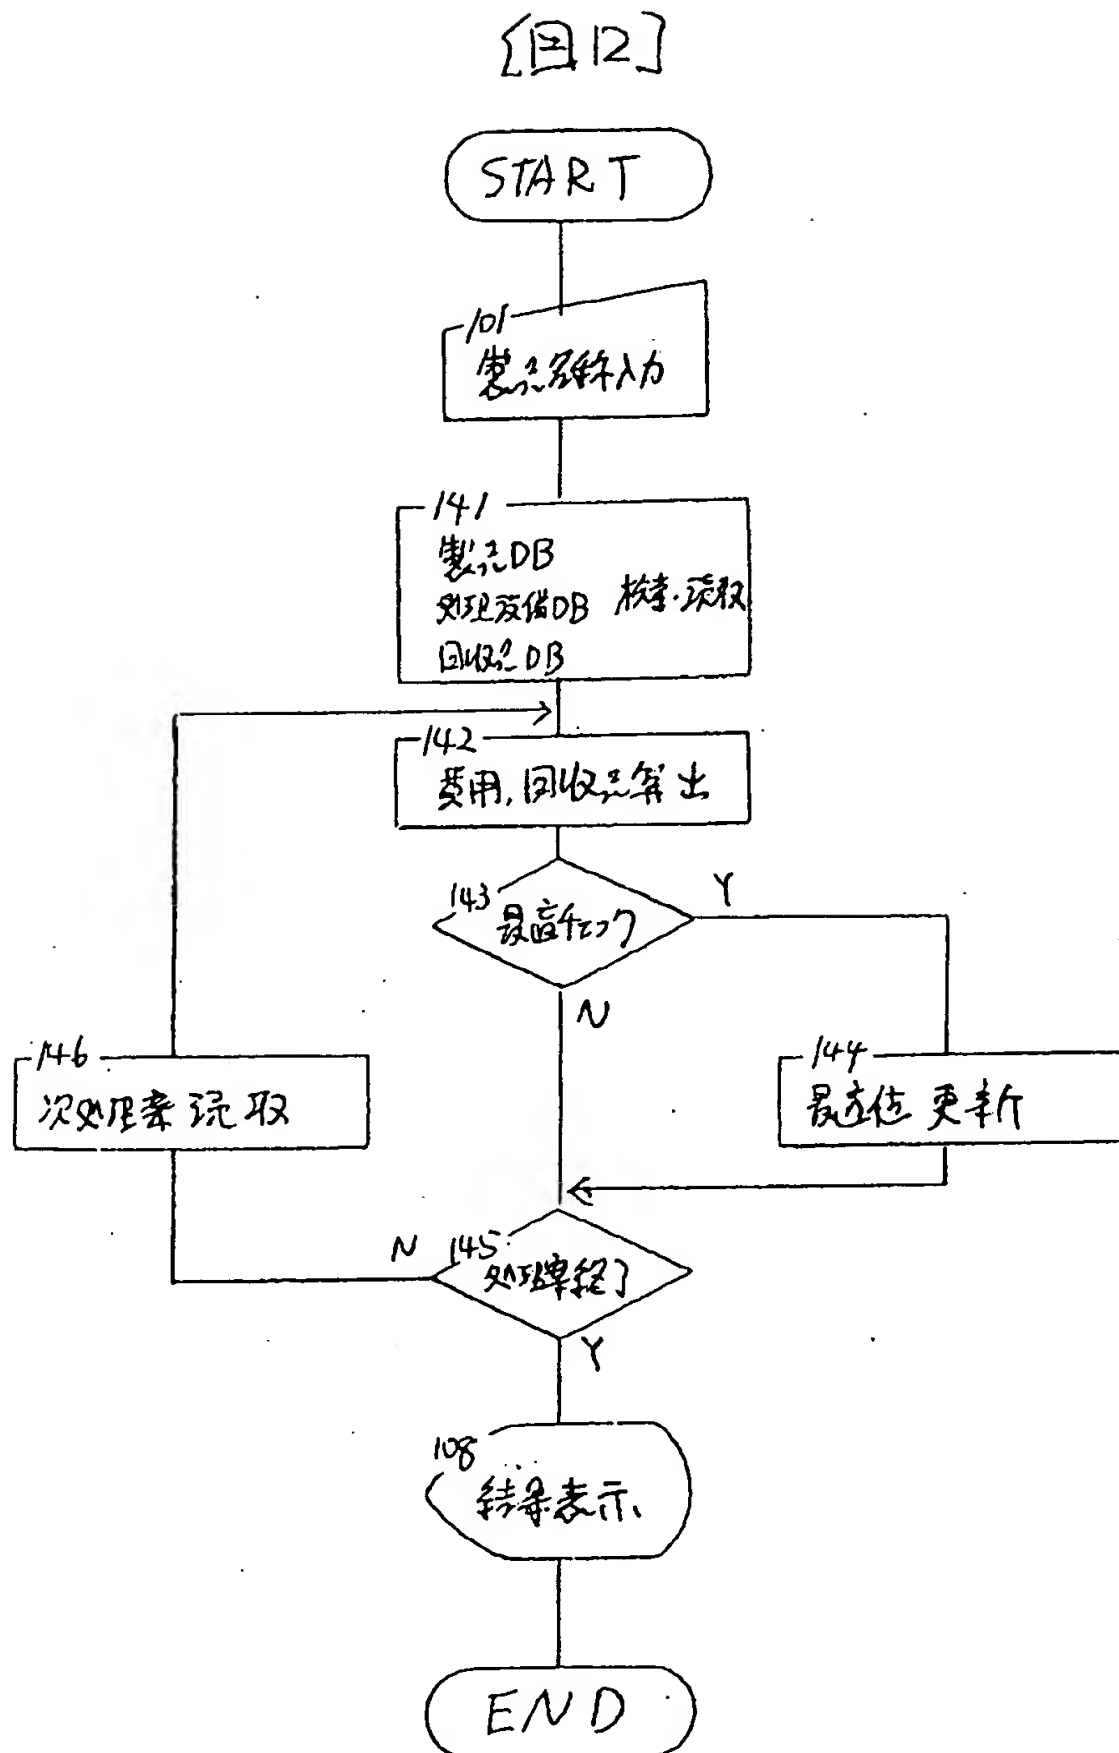 [図12]
START
101
製品名称入力
141
製品DB
処理設備DB 検索・読取
回収品DB
142
費用,回収品算出
143
最適チェック
Y
N
146
次処理案読取
144
最適値更新
N
145
処理案終了
Y
108
結果表示
END